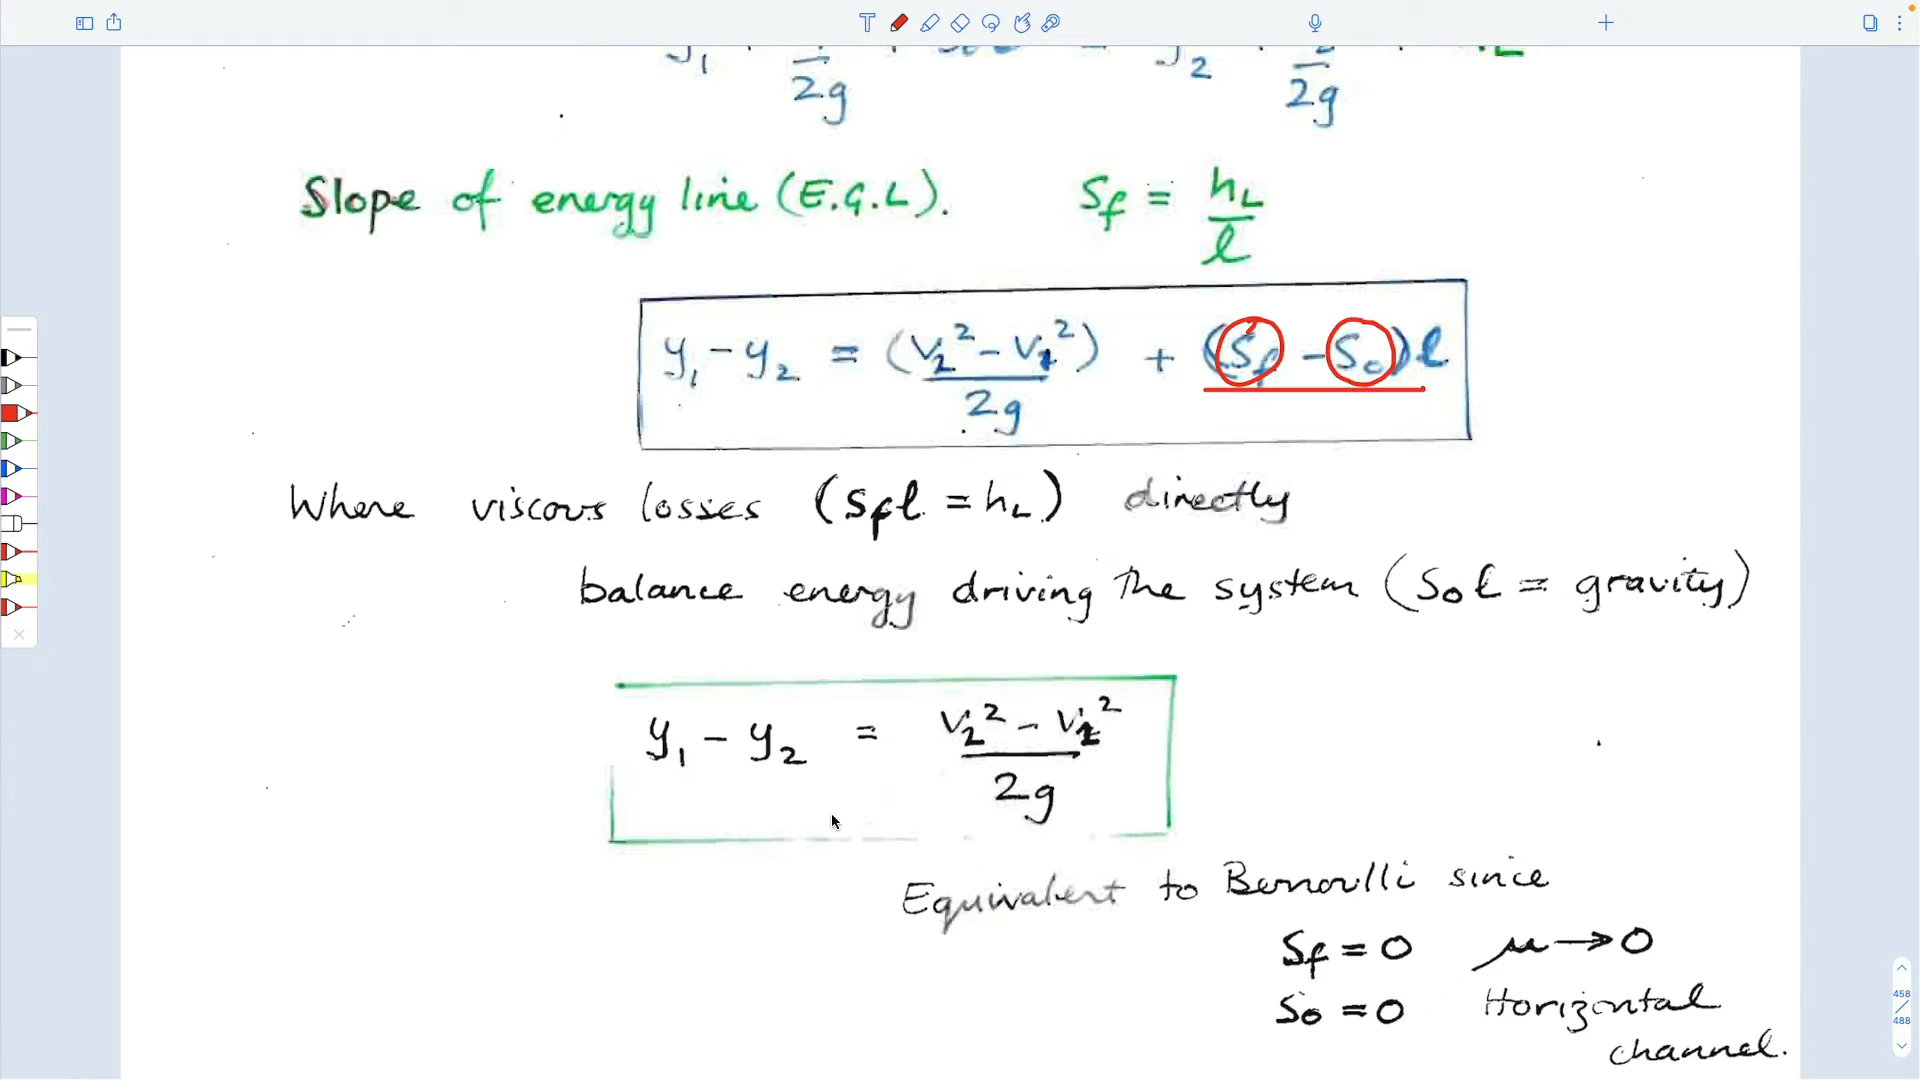 2g 2g
Slope of energy line (E.G.L). Sf = hL/l
y1 - y2 = (V2² - V1²)/2g + (Sf - So)l
Where viscous losses (Sfl = hL) directly
balance energy driving the system (Sol = gravity)
y1 - y2 = V2² - V1²/2g
Equivalent to Bernoulli since
Sf = 0 μ → 0
So = 0 Horizontal
channel.
458
488